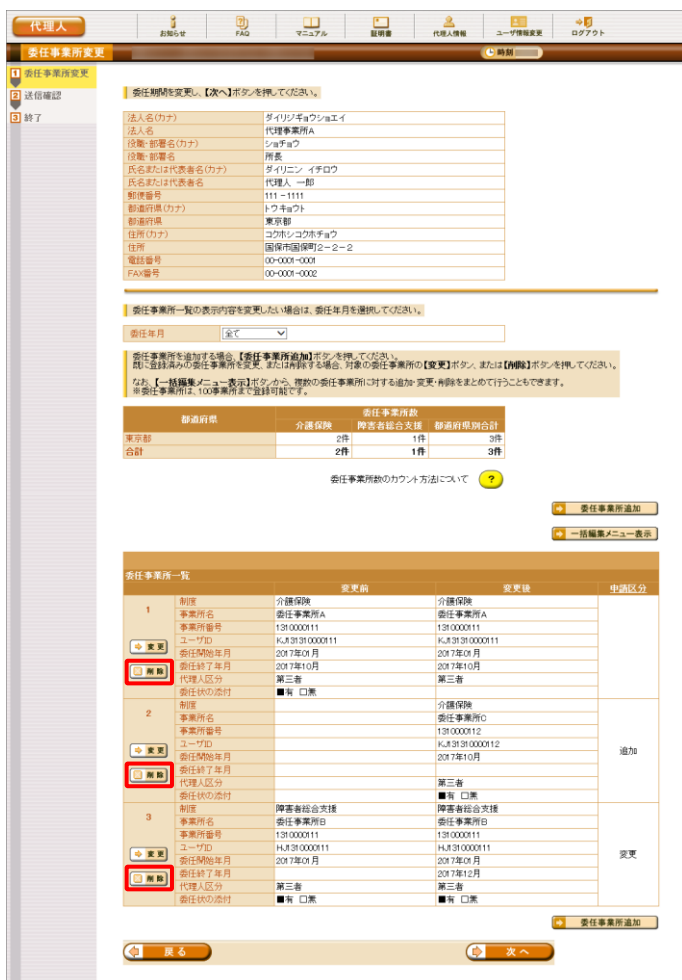 代理人
お知らせ
FAQ
マニュアル
証明書
代理人情報
ユーザ情報変更
ログアウト
委任事業所変更
時刻
1 委任事業所変更
2 送信確認
3 終了
委任期間を変更し、【次へ】ボタンを押してください。
法人名(カナ) ダイリジギョウショエイ
法人名 代理事業所A
役職・部署名(カナ) ショチョウ
役職・部署名 所長
氏名または代表者名(カナ) ダイリニン イチロウ
氏名または代表者名 代理人 一郎
郵便番号 111-1111
都道府県(カナ) トウキョウト
都道府県 東京都
住所(カナ) コクホシコクホチョウ
住所 国保市国保町2-2-2
電話番号 00-0001-0001
FAX番号 00-0001-0002
委任事業所一覧の表示内容を変更したい場合は、委任年月を選択してください。
委任年月 全て
委任事業所を追加する場合、【委任事業所追加】ボタンを押してください。
既に登録済みの委任事業所を変更、または削除する場合、対象の委任事業所の【変更】ボタン、または【削除】ボタンを押してください。
なお、【一括編集メニュー表示】ボタンから、複数の委任事業所に対する追加・変更・削除をまとめて行うこともできます。
※委任事業所は、100事業所まで登録可能です。
都道府県 委任事業所数
介護保険 障害者総合支援 都道府県別合計
東京都 2件 1件 3件
合計 2件 1件 3件
委任事業所数のカウント方法について ?
委任事業所追加
一括編集メニュー表示
委任事業所一覧
変更前 変更後 申請区分
1
変更
削除
制度 介護保険 介護保険
事業所名 委任事業所A 委任事業所A
事業所番号 1310000111 1310000111
ユーザID KJ131310000111 KJ131310000111
委任開始年月 2017年01月 2017年01月
委任終了年月 2017年10月 2017年10月
代理人区分 第三者 第三者
委任状の添付 ■有 □無
2
変更
削除
制度 介護保険
事業所名 委任事業所C
事業所番号 1310000112
ユーザID KJ131310000112
委任開始年月 2017年10月
委任終了年月
代理人区分 第三者
委任状の添付 ■有 □無
追加
3
変更
削除
制度 障害者総合支援 障害者総合支援
事業所名 委任事業所B 委任事業所B
事業所番号 1310000111 1310000111
ユーザID HJ1310000111 HJ1310000111
委任開始年月 2017年01月 2017年01月
委任終了年月 2017年12月
代理人区分 第三者 第三者
委任状の添付 ■有 □無 ■有 □無
変更
委任事業所追加
戻る
次へ